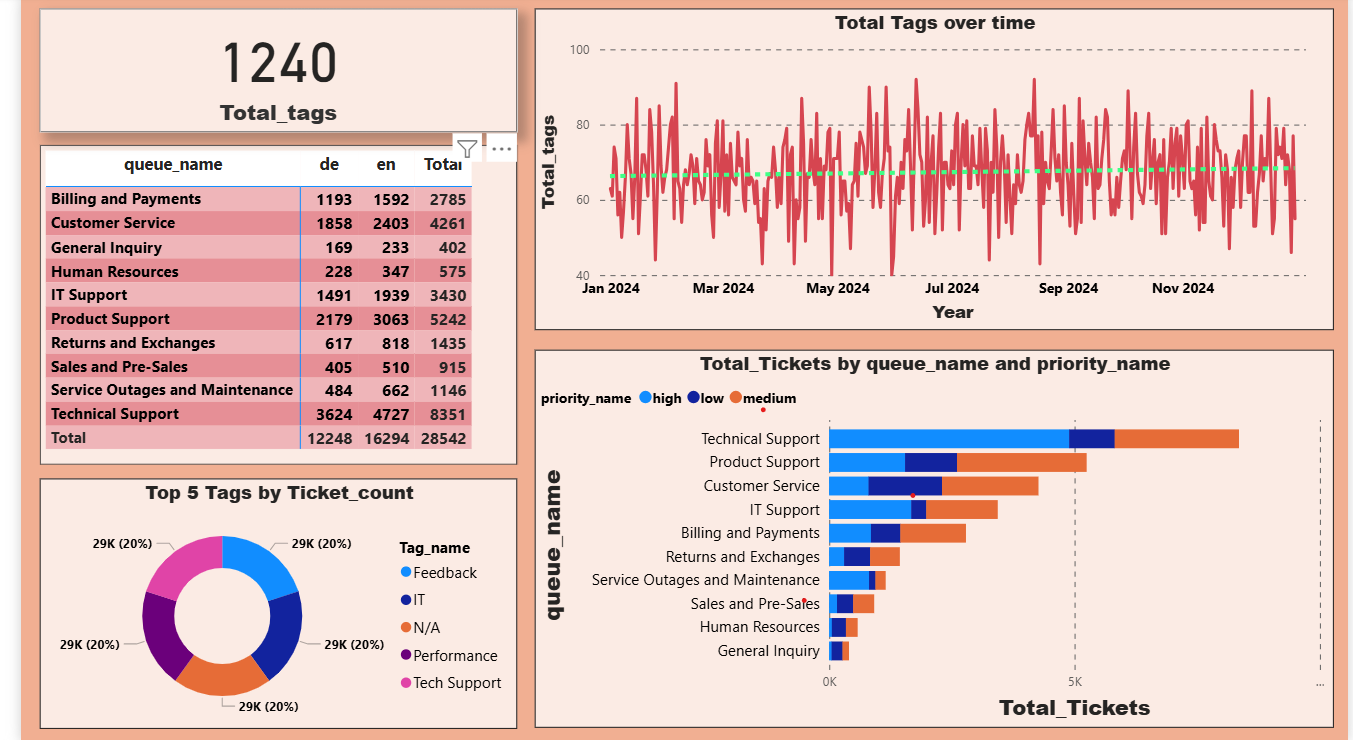 1240
Total_tags
queue_name de en Total
Billing and Payments 1193 1592 2785
Customer Service 1858 2403 4261
General Inquiry 169 233 402
Human Resources 228 347 575
IT Support 1491 1939 3430
Product Support 2179 3063 5242
Returns and Exchanges 617 818 1435
Sales and Pre-Sales 405 510 915
Service Outages and Maintenance 484 662 1146
Technical Support 3624 4727 8351
Total 12248 16294 28542
Top 5 Tags by Ticket_count
29K (20%) 29K (20%)
29K (20%) 29K (20%)
29K (20%)
Tag_name
Feedback
IT
N/A
Performance
Tech Support
Total Tags over time
Total_tags
100
80
60
40
Jan 2024 Mar 2024 May 2024 Jul 2024 Sep 2024 Nov 2024
Year
Total_Tickets by queue_name and priority_name
priority_name high low medium
queue_name
Technical Support
Product Support
Customer Service
IT Support
Billing and Payments
Returns and Exchanges
Service Outages and Maintenance
Sales and Pre-Sales
Human Resources
General Inquiry
0K 5K ...
Total_Tickets